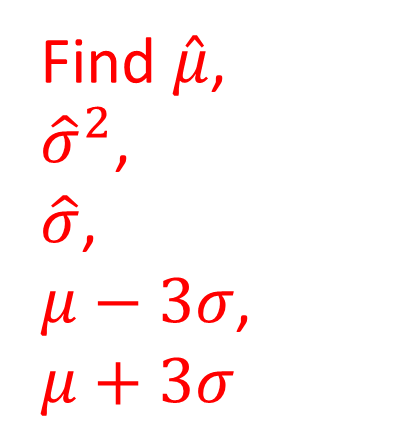 Find μ̂,
σ̂²,
σ̂,
μ − 3σ,
μ + 3σ